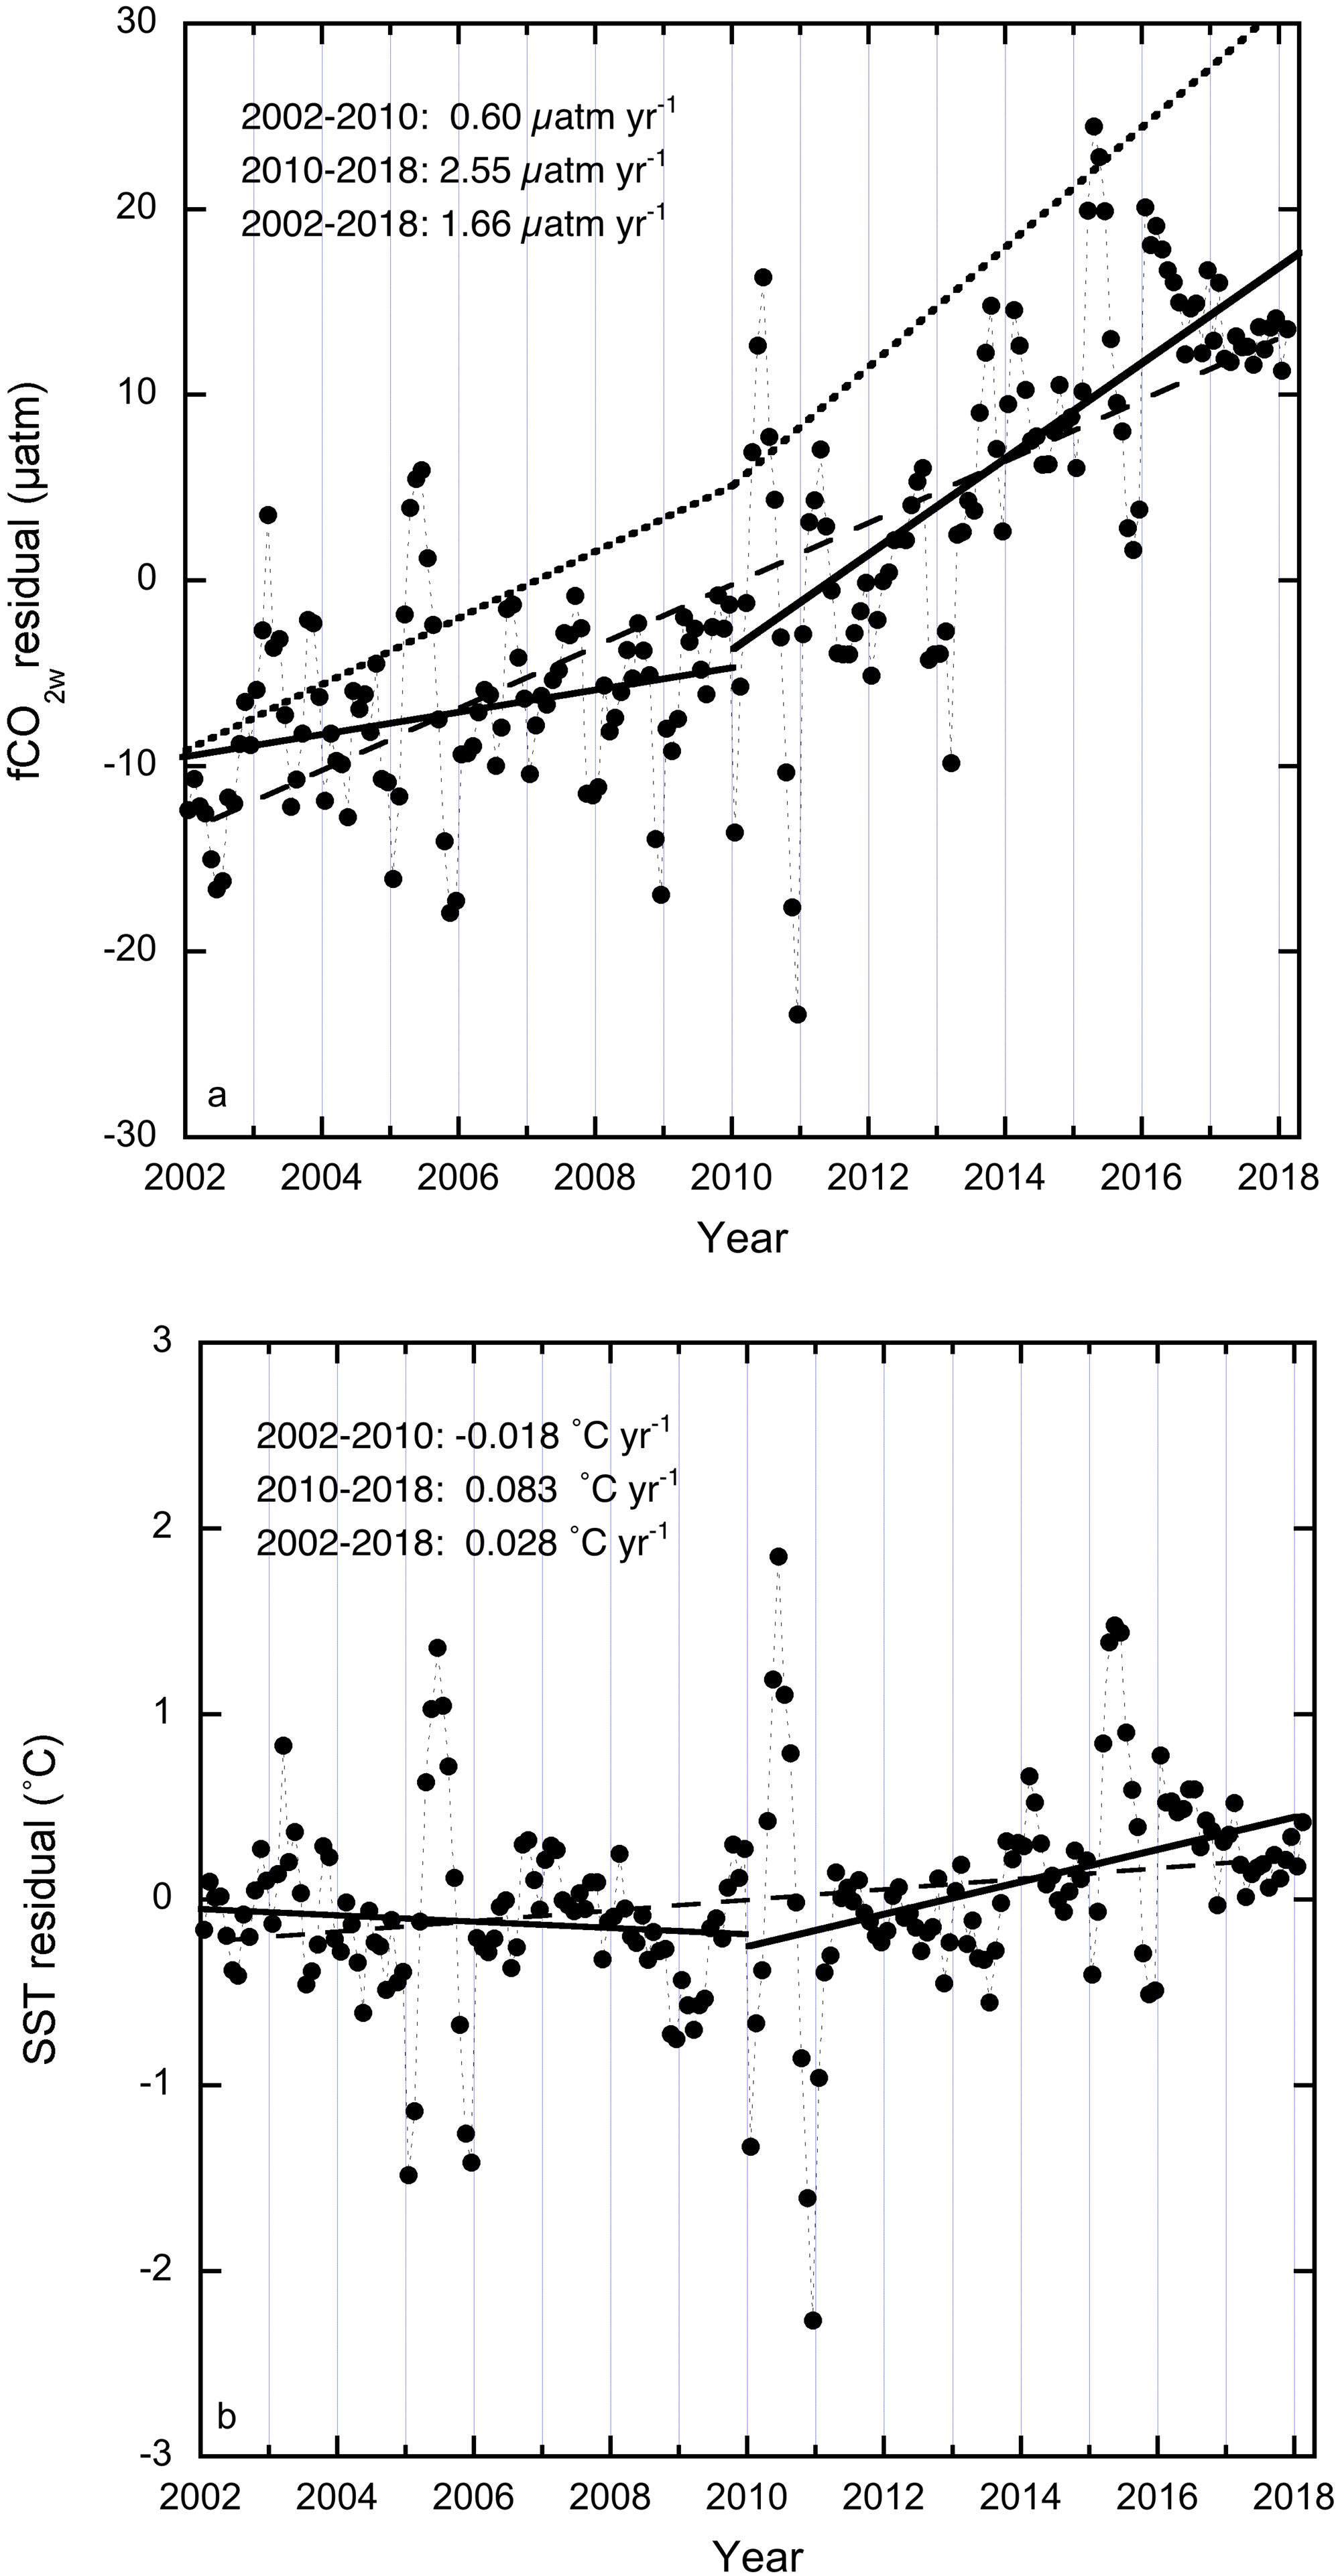 30
2002-2010: 0.60 µatm yr-1
2010-2018: 2.55 µatm yr-1
2002-2018: 1.66 µatm yr-1
20
10
0
-10
-20
-30
fCO2w residual (µatm)
a
2002 2004 2006 2008 2010 2012 2014 2016 2018
Year
3
2002-2010: -0.018 °C yr-1
2010-2018: 0.083 °C yr-1
2002-2018: 0.028 °C yr-1
2
1
0
-1
-2
-3
SST residual (°C)
b
2002 2004 2006 2008 2010 2012 2014 2016 2018
Year